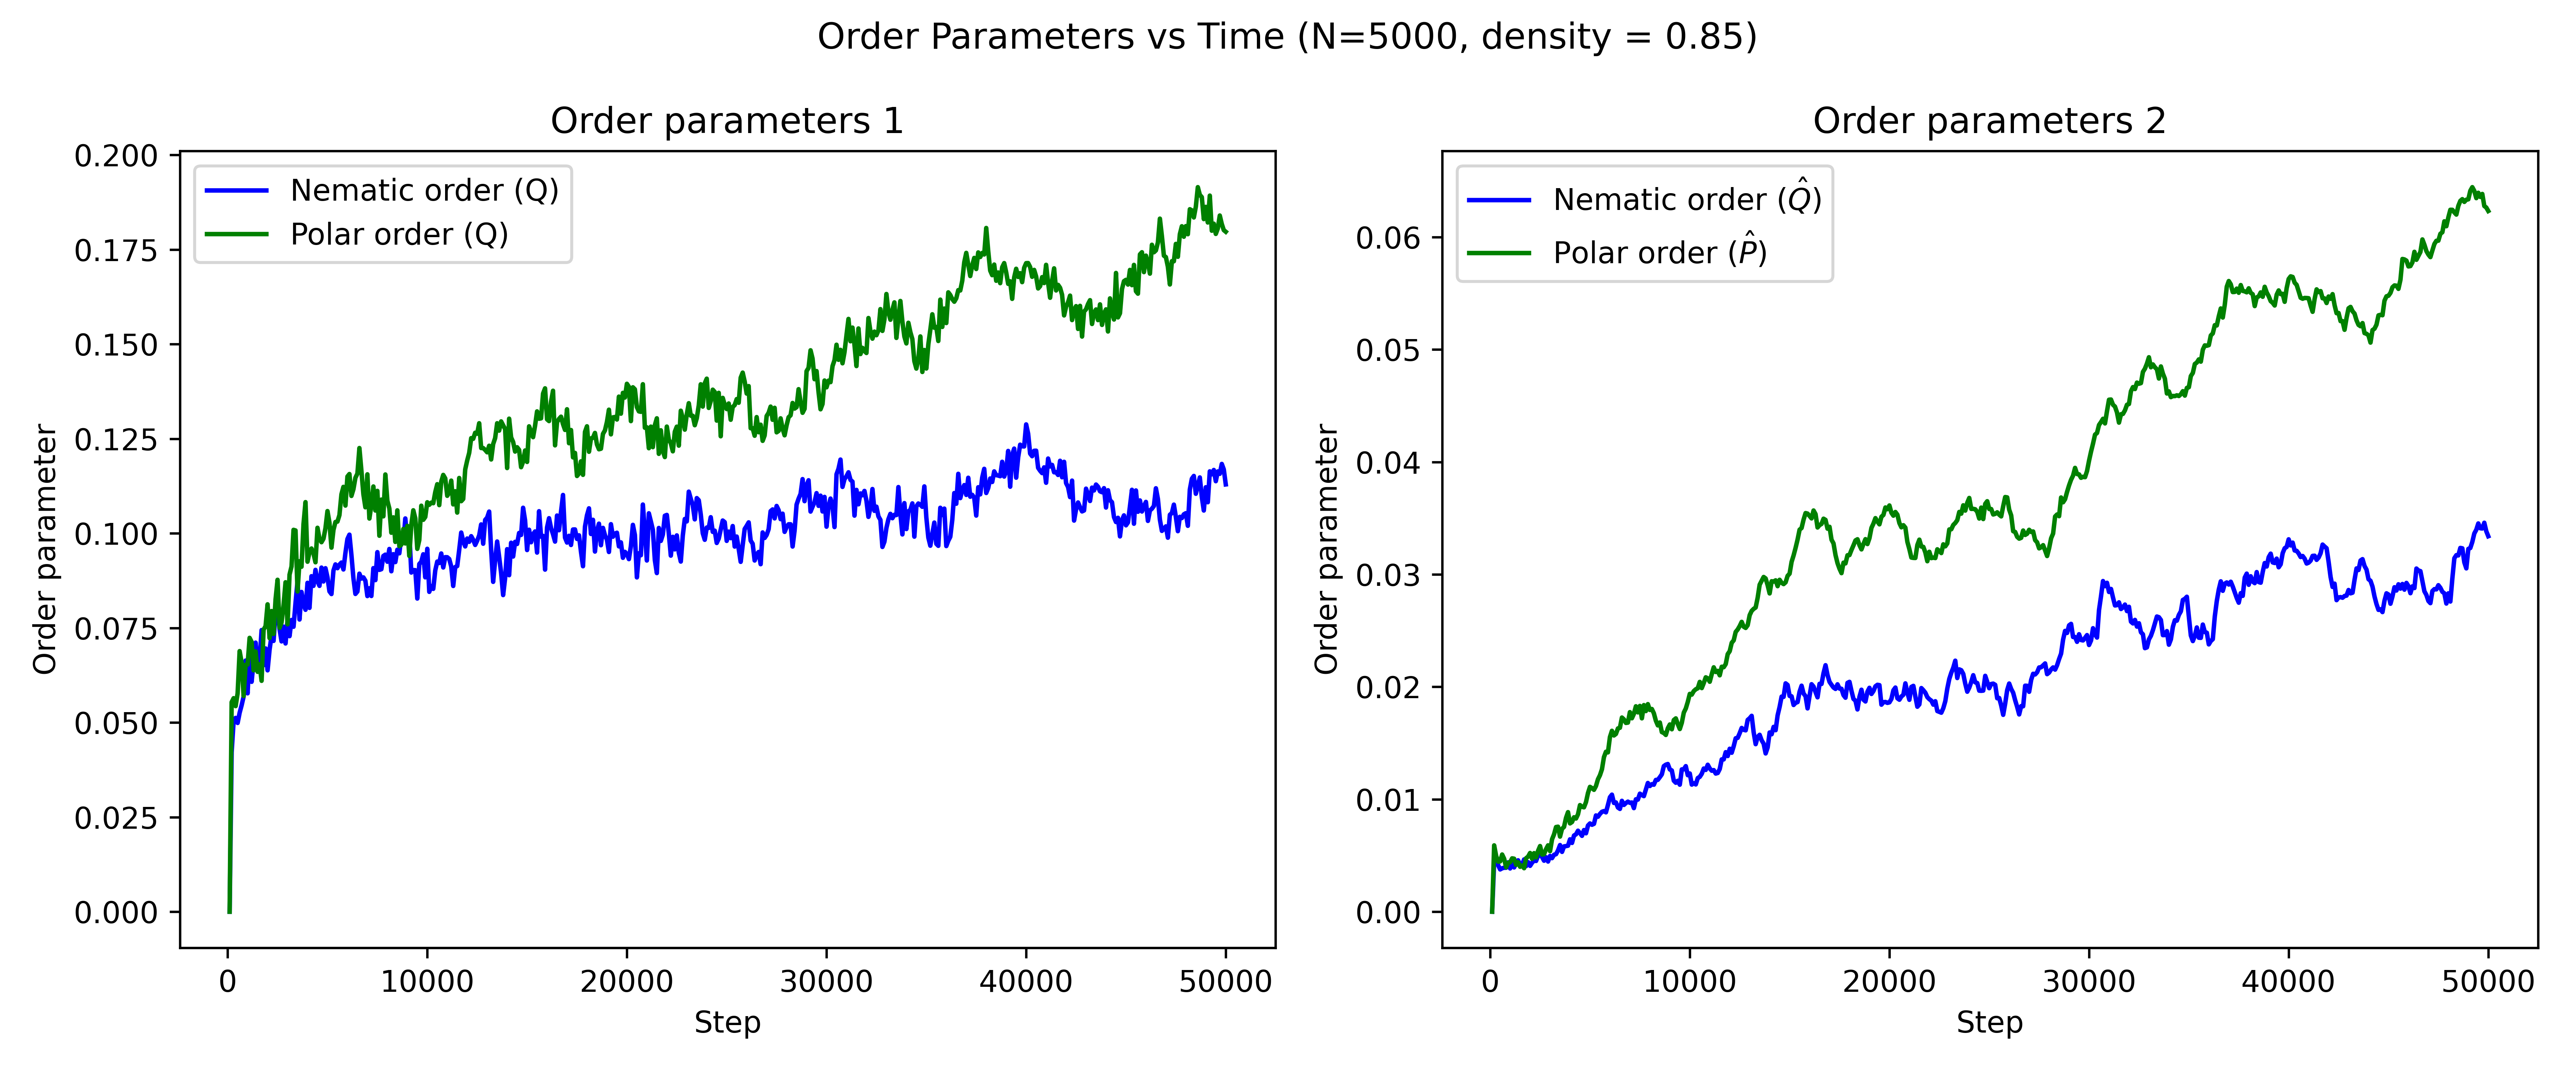 Order Parameters vs Time (N=5000, density = 0.85)
Order parameters 1
0.200
0.175
0.150
0.125
0.100
0.075
0.050
0.025
0.000
Order parameter
Nematic order (Q)
Polar order (Q)
0
10000
20000
30000
40000
50000
Step
Order parameters 2
0.06
0.05
0.04
0.03
0.02
0.01
0.00
Order parameter
Nematic order (Q̂)
Polar order (P̂)
0
10000
20000
30000
40000
50000
Step